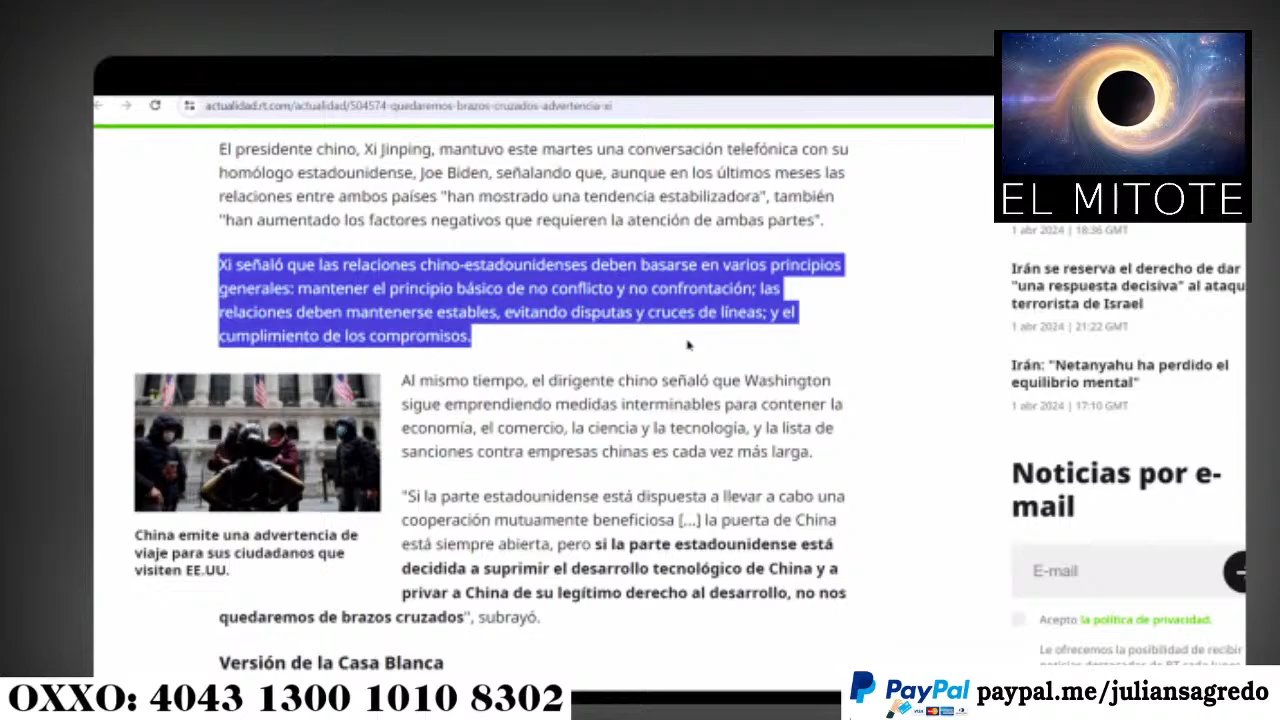 actualidad.rt.com/actualidad/504574-quedaremos-brazos-cruzados-advertencia-xi
El presidente chino, Xi Jinping, mantuvo este martes una conversación telefónica con su
homólogo estadounidense, Joe Biden, señalando que, aunque en los últimos meses las
relaciones entre ambos países "han mostrado una tendencia estabilizadora", también
"han aumentado los factores negativos que requieren la atención de ambas partes".
Xi señaló que las relaciones chino-estadounidenses deben basarse en varios principios
generales: mantener el principio básico de no conflicto y no confrontación; las
relaciones deben mantenerse estables, evitando disputas y cruces de líneas; y el
cumplimiento de los compromisos.
Al mismo tiempo, el dirigente chino señaló que Washington
sigue emprendiendo medidas interminables para contener la
economía, el comercio, la ciencia y la tecnología, y la lista de
sanciones contra empresas chinas es cada vez más larga.
China emite una advertencia de
viaje para sus ciudadanos que
visiten EE.UU.
"Si la parte estadounidense está dispuesta a llevar a cabo una
cooperación mutuamente beneficiosa [...] la puerta de China
está siempre abierta, pero si la parte estadounidense está
decidida a suprimir el desarrollo tecnológico de China y a
privar a China de su legítimo derecho al desarrollo, no nos
quedaremos de brazos cruzados", subrayó.
Versión de la Casa Blanca
EL MITOTE
1 abr 2024 | 18:36 GMT
Irán se reserva el derecho de dar
"una respuesta decisiva" al ataqu
terrorista de Israel
1 abr 2024 | 21:22 GMT
Irán: "Netanyahu ha perdido el
equilibrio mental"
1 abr 2024 | 17:10 GMT
Noticias por e-
mail
E-mail
Acepto la política de privacidad.
Le ofrecemos la posibilidad de recibir
OXXO: 4043 1300 1010 8302
PayPal paypal.me/juliansagredo